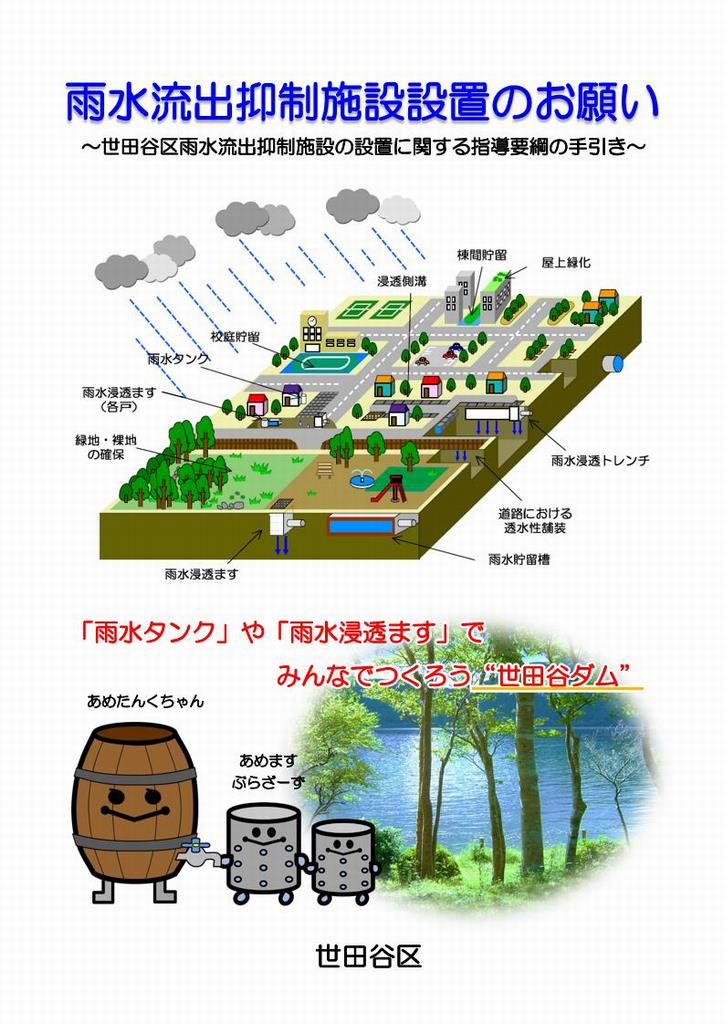 雨水流出抑制施設設置のお願い
～世田谷区雨水流出抑制施設の設置に関する指導要綱の手引き～
棟間貯留
屋上緑化
浸透側溝
校庭貯留
雨水タンク
雨水浸透ます
（各戸）
緑地・裸地
の確保
雨水浸透トレンチ
道路における
透水性舗装
雨水貯留槽
雨水浸透ます
「雨水タンク」や「雨水浸透ます」で
みんなでつくろう“世田谷ダム”
あめたんくちゃん
あめます
ぶらざーず
世田谷区